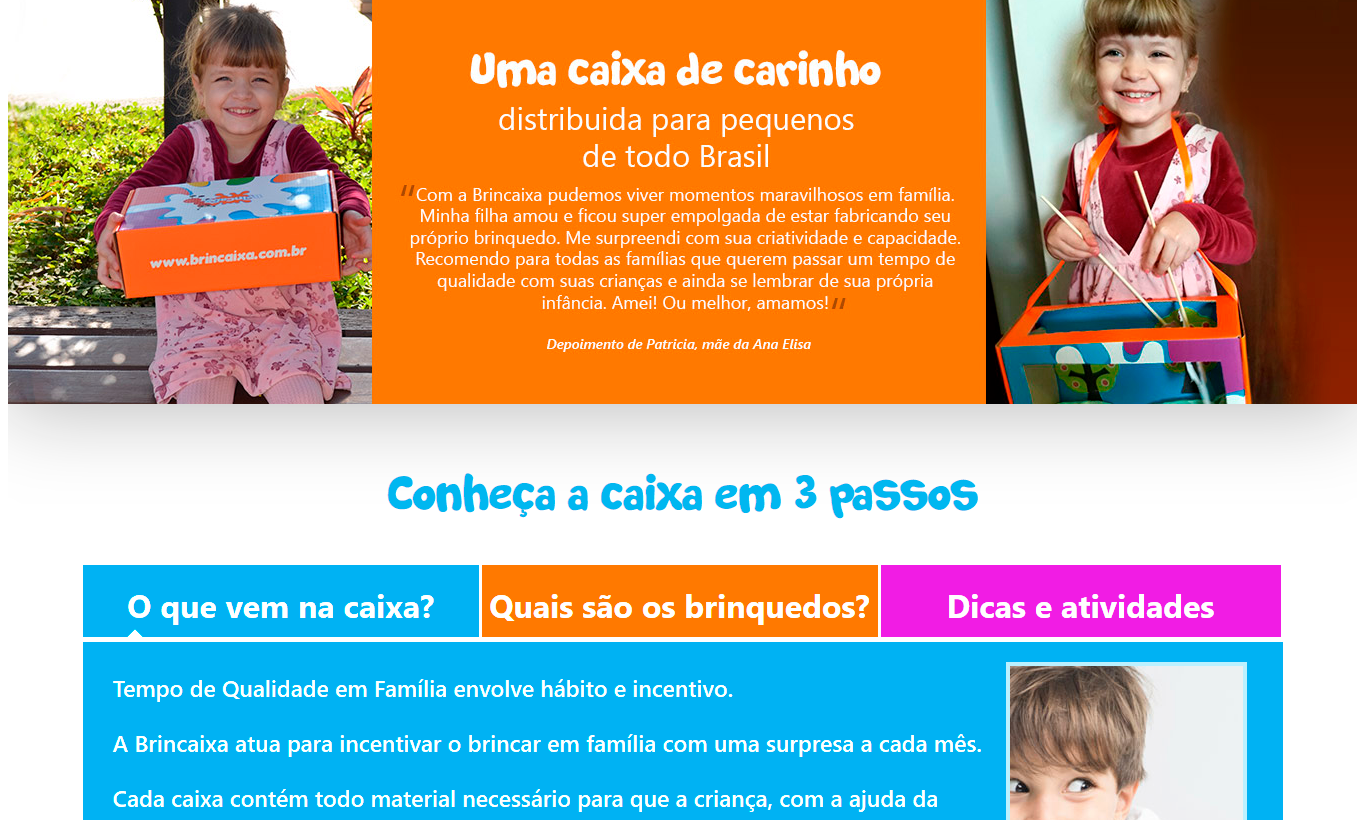 Uma caixa de carinho
distribuida para pequenos
de todo Brasil
"Com a Brincaixa pudemos viver momentos maravilhosos em família.
Minha filha amou e ficou super empolgada de estar fabricando seu
próprio brinquedo. Me surpreendi com sua criatividade e capacidade.
Recomendo para todas as famílias que querem passar um tempo de
qualidade com suas crianças e ainda se lembrar de sua própria
infância. Amei! Ou melhor, amamos!"
Depoimento de Patricia, mãe da Ana Elisa
www.brincaixa.com.br
Conheça a caixa em 3 passos
O que vem na caixa?
Quais são os brinquedos?
Dicas e atividades
Tempo de Qualidade em Família envolve hábito e incentivo.
A Brincaixa atua para incentivar o brincar em família com uma surpresa a cada mês.
Cada caixa contém todo material necessário para que a criança, com a ajuda da